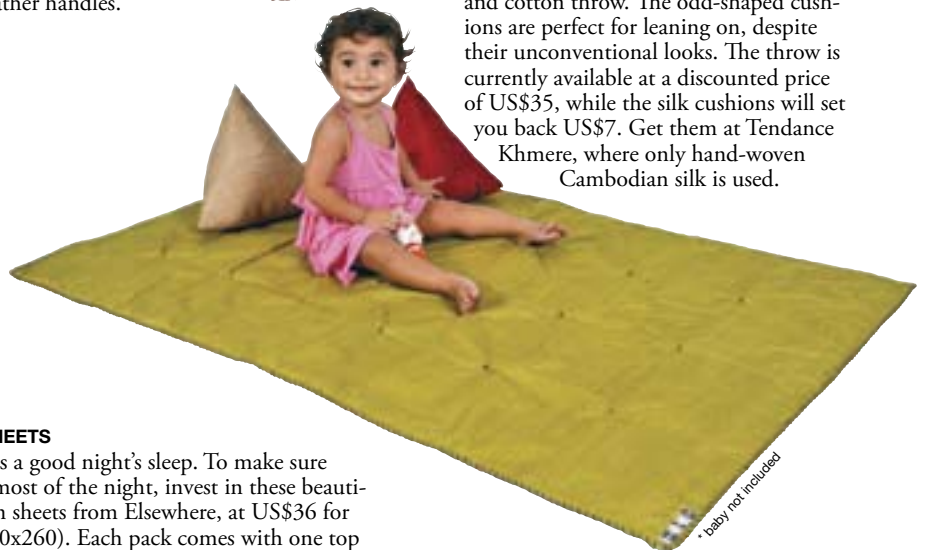 ather handles.
and cotton throw. The odd-shaped cush-
ions are perfect for leaning on, despite
their unconventional looks. The throw is
currently available at a discounted price
of US$35, while the silk cushions will set
you back US$7. Get them at Tendance
Khmere, where only hand-woven
Cambodian silk is used.
HEETS
s a good night's sleep. To make sure
most of the night, invest in these beauti-
n sheets from Elsewhere, at US$36 for
0x260). Each pack comes with one top
* baby not included